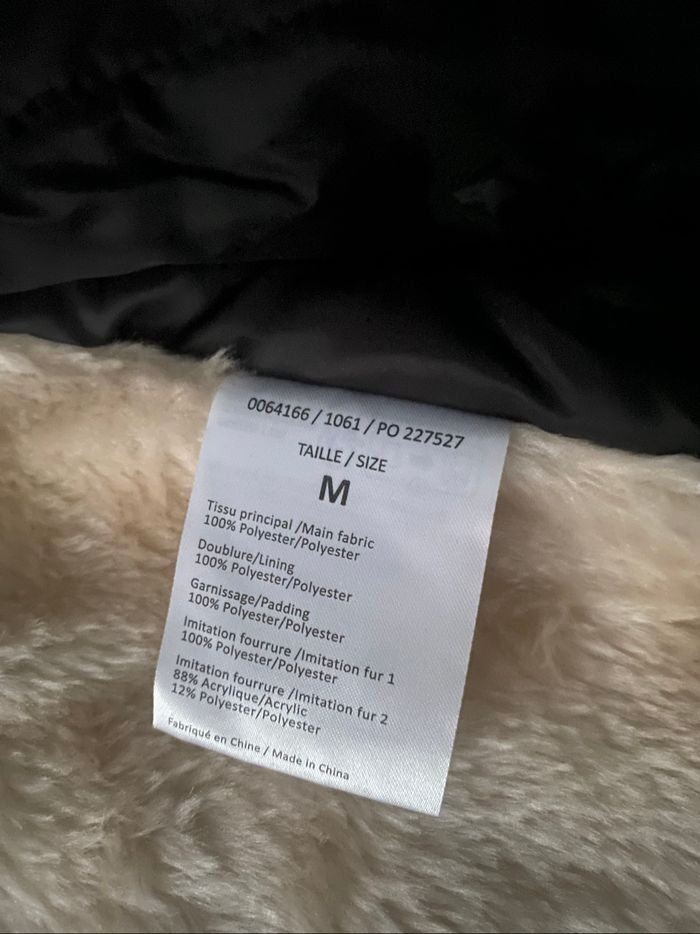 0064166 / 1061 / PO 227527
TAILLE / SIZE
M
Tissu principal /Main fabric
100% Polyester/Polyester
Doublure/Lining
100% Polyester/Polyester
Garnissage/Padding
100% Polyester/Polyester
Imitation fourrure /Imitation fur 1
100% Polyester/Polyester
Imitation fourrure /Imitation fur 2
88% Acrylique/Acrylic
12% Polyester/Polyester
Fabriqué en Chine / Made in China